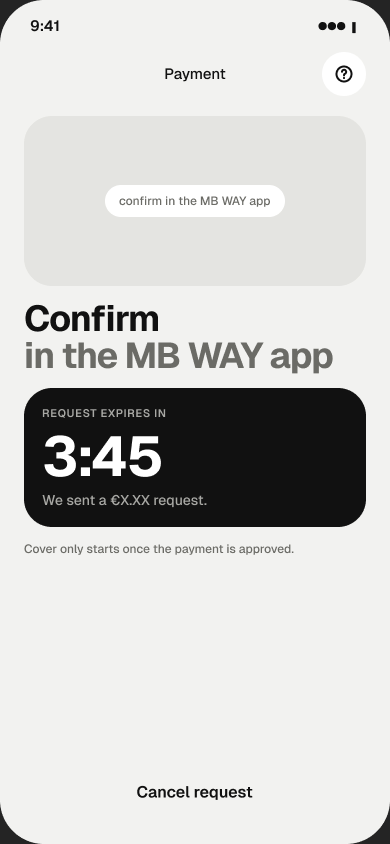 9:41
Payment
confirm in the MB WAY app
Confirm
in the MB WAY app
REQUEST EXPIRES IN
3:45
We sent a €X.XX request.
Cover only starts once the payment is approved.
Cancel request